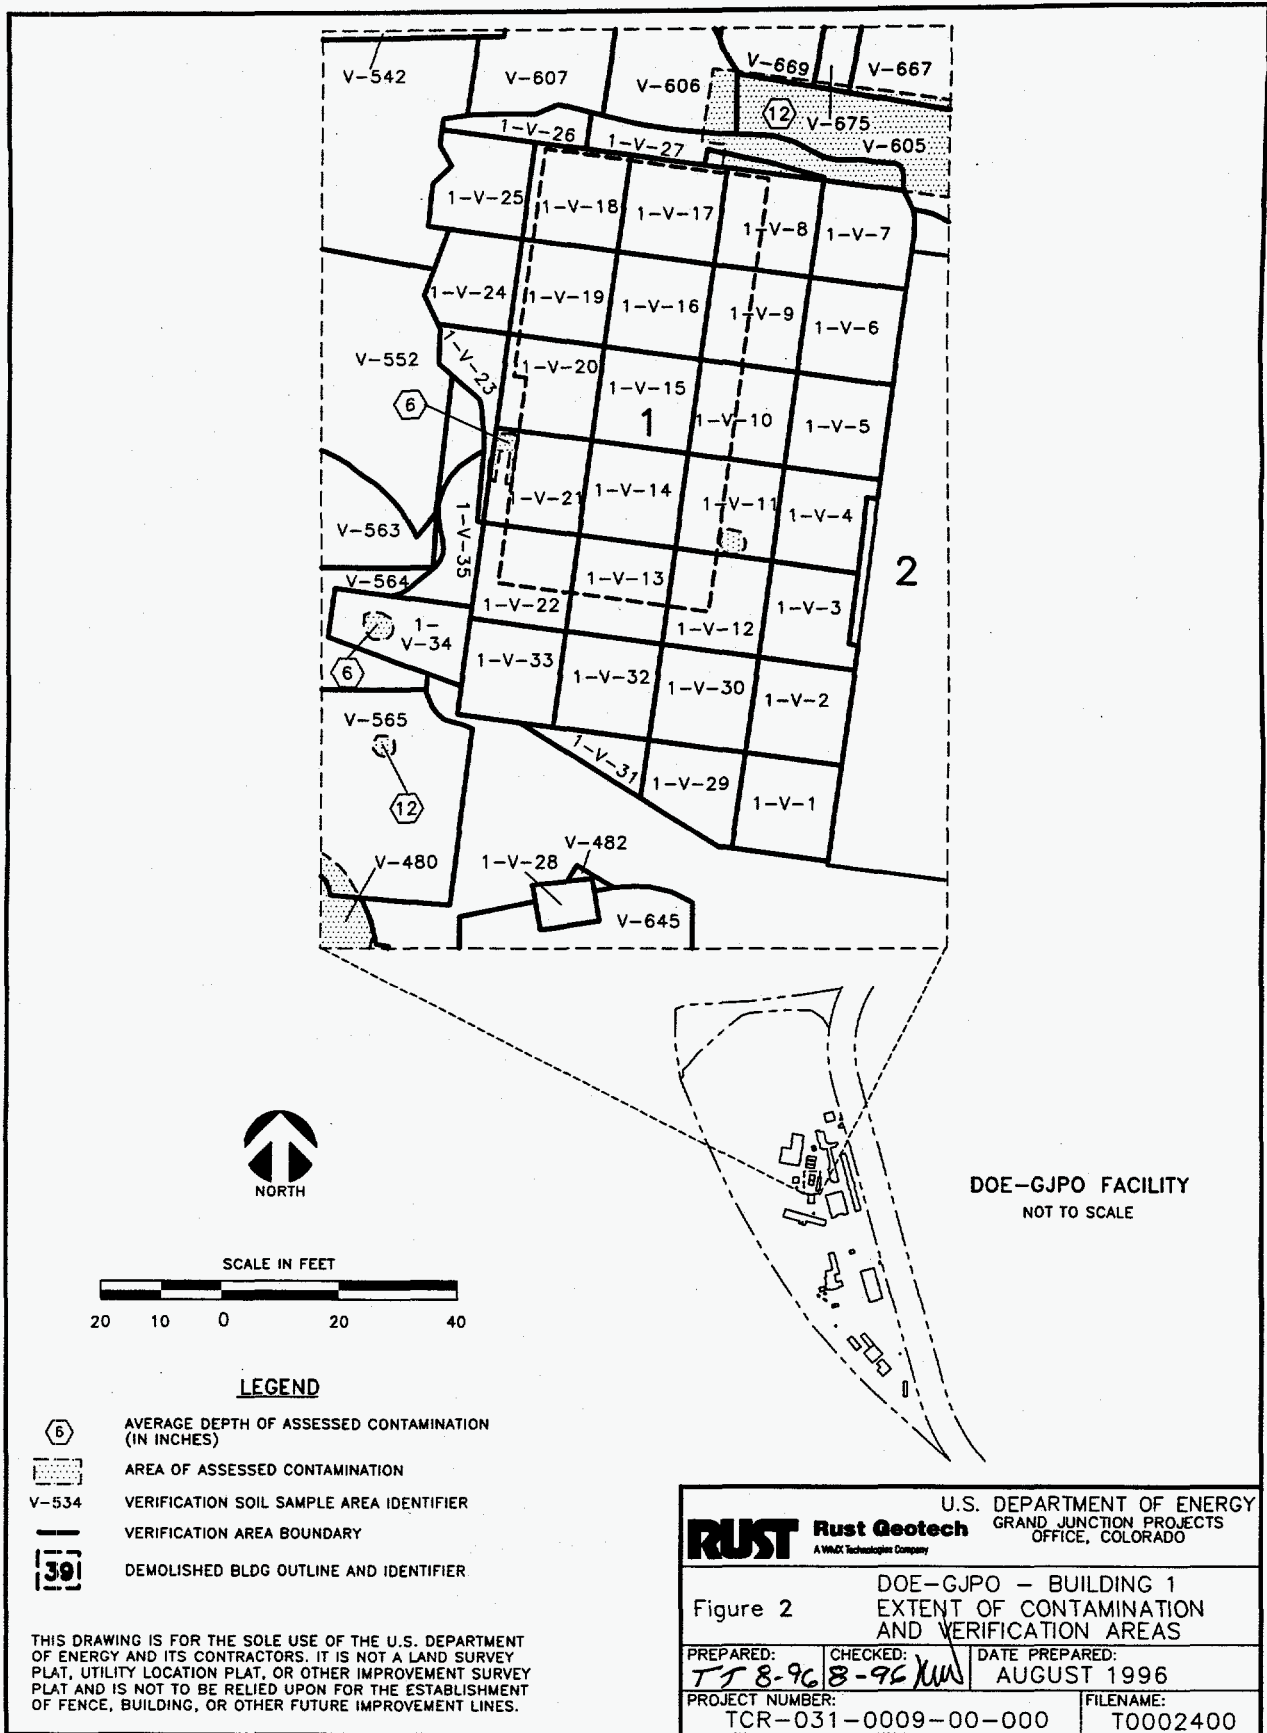 V-542
V-607
V-606
V-669
V-667
12
V-675
V-605
1-V-26
1-V-27
1-V-25
1-V-18
1-V-17
1-V-8
1-V-7
1-V-24
1-V-19
1-V-16
1-V-9
1-V-6
V-552
1-V-23
1-V-20
1-V-15
1
1-V-10
1-V-5
6
1-V-21
1-V-14
1-V-11
1-V-4
V-563
1-V-35
2
V-564
1-V-13
1-V-22
1-V-12
1-V-3
1-
V-34
6
1-V-33
1-V-32
1-V-30
1-V-2
V-565
1-V-31
1-V-29
1-V-1
12
V-480
1-V-28
V-482
V-645
NORTH
DOE-GJPO FACILITY
NOT TO SCALE
SCALE IN FEET
20 10 0 20 40
LEGEND
6 AVERAGE DEPTH OF ASSESSED CONTAMINATION
(IN INCHES)
AREA OF ASSESSED CONTAMINATION
V-534 VERIFICATION SOIL SAMPLE AREA IDENTIFIER
VERIFICATION AREA BOUNDARY
39 DEMOLISHED BLDG OUTLINE AND IDENTIFIER
THIS DRAWING IS FOR THE SOLE USE OF THE U.S. DEPARTMENT
OF ENERGY AND ITS CONTRACTORS. IT IS NOT A LAND SURVEY
PLAT, UTILITY LOCATION PLAT, OR OTHER IMPROVEMENT SURVEY
PLAT AND IS NOT TO BE RELIED UPON FOR THE ESTABLISHMENT
OF FENCE, BUILDING, OR OTHER FUTURE IMPROVEMENT LINES.
RUST Rust Geotech
A WMX Technologies Company
U.S. DEPARTMENT OF ENERGY
GRAND JUNCTION PROJECTS
OFFICE, COLORADO
Figure 2
DOE-GJPO - BUILDING 1
EXTENT OF CONTAMINATION
AND VERIFICATION AREAS
PREPARED:
TJ 8-96
CHECKED:
8-96
DATE PREPARED:
AUGUST 1996
PROJECT NUMBER:
TCR-031-0009-00-000
FILENAME:
T0002400